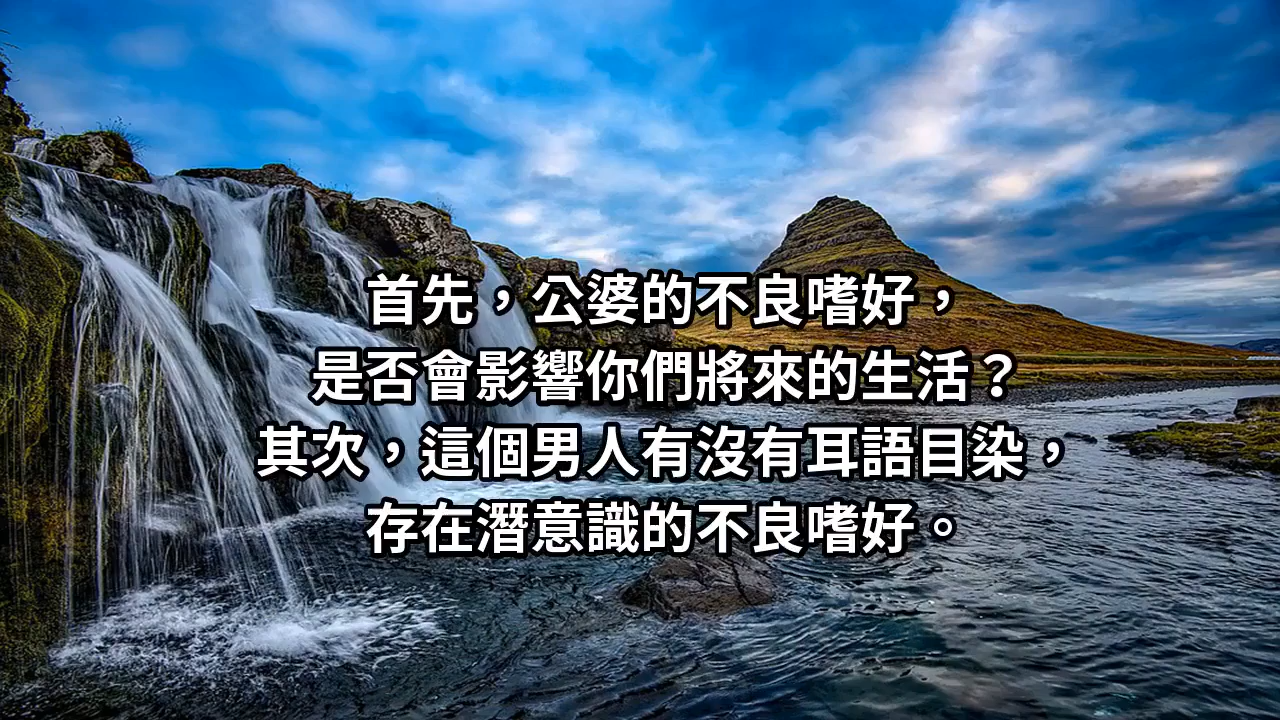 首先，公婆的不良嗜好，
是否會影響你們將來的生活？
其次，這個男人有沒有耳語目染，
存在潛意識的不良嗜好。